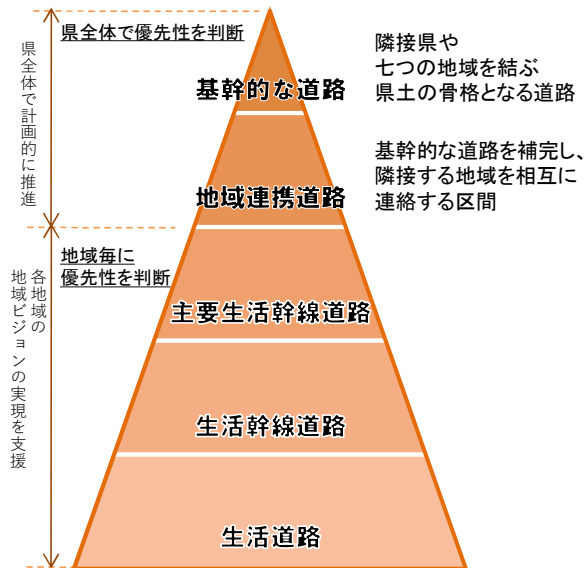 県全体で優先性を判断
隣接県や
七つの地域を結ぶ
県土の骨格となる道路
基幹的な道路
県全体で計画的に推進
基幹的な道路を補完し、
隣接する地域を相互に
連絡する区間
地域連携道路
地域毎に
優先性を判断
各地域の
地域ビジョンの実現を支援
主要生活幹線道路
生活幹線道路
生活道路